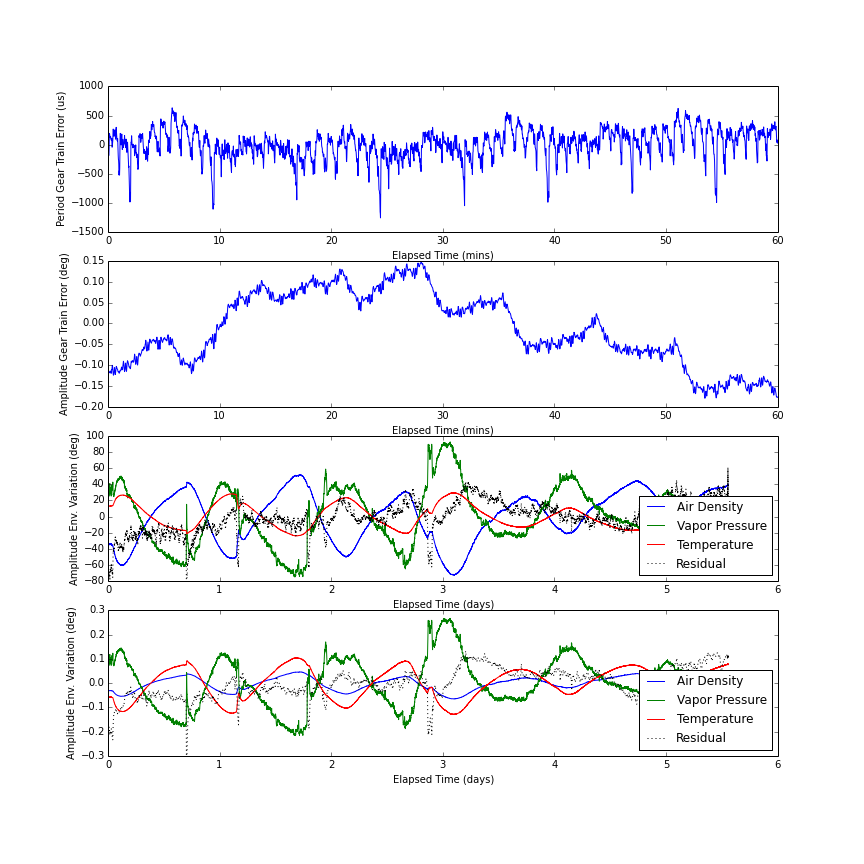 Period Gear Train Error (us)
1000
500
0
−500
−1000
−1500
0 10 20 30 40 50 60
Elapsed Time (mins)
Amplitude Gear Train Error (deg)
0.15
0.10
0.05
0.00
−0.05
−0.10
−0.15
−0.20
0 10 20 30 40 50 60
Elapsed Time (mins)
Amplitude Env. Variation (deg)
100
80
60
40
20
0
−20
−40
−60
−80
Air Density
Vapor Pressure
Temperature
Residual
0 1 2 3 4 5 6
Elapsed Time (days)
Amplitude Env. Variation (deg)
0.3
0.2
0.1
0.0
−0.1
−0.2
−0.3
Air Density
Vapor Pressure
Temperature
Residual
0 1 2 3 4 5 6
Elapsed Time (days)